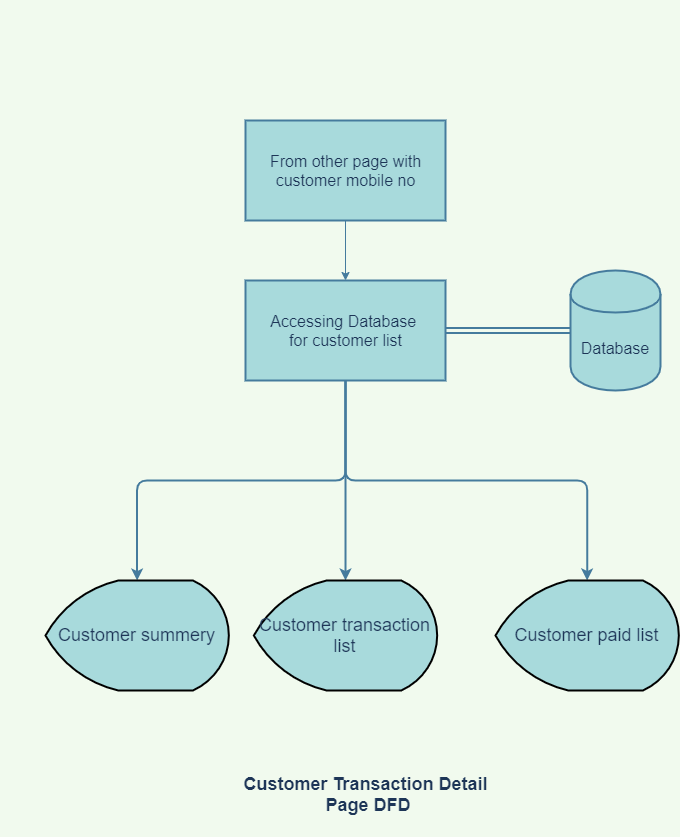 From other page with
customer mobile no
Accessing Database
for customer list
Database
Customer summery
Customer transaction
list
Customer paid list
Customer Transaction Detail
Page DFD